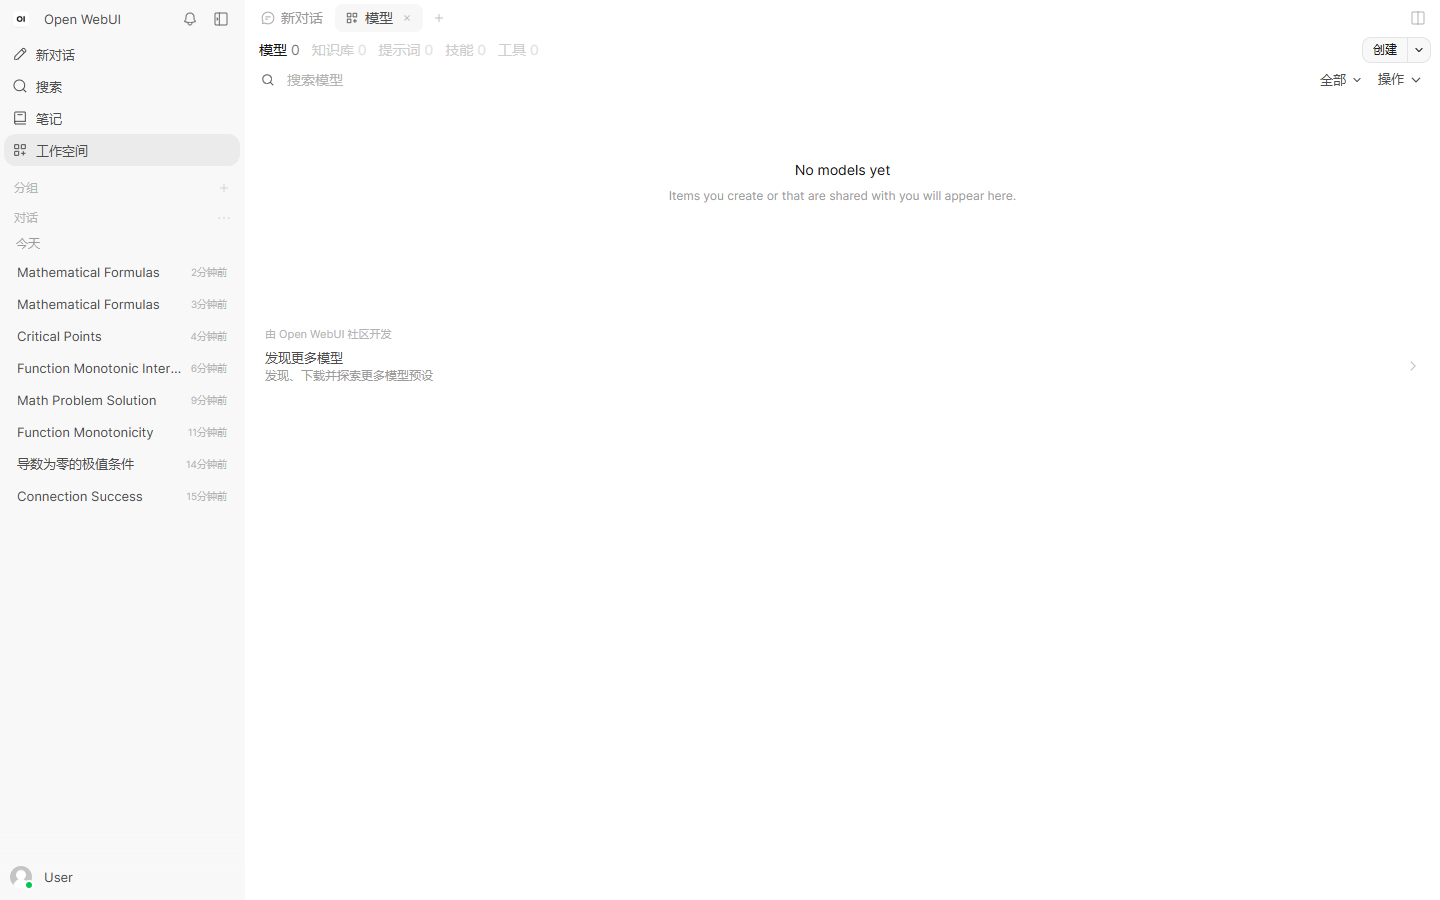 OI Open WebUI
新对话
搜索
笔记
工作空间
分组
对话
今天
Mathematical Formulas 2分钟前
Mathematical Formulas 3分钟前
Critical Points 4分钟前
Function Monotonic Inter... 6分钟前
Math Problem Solution 9分钟前
Function Monotonicity 11分钟前
导数为零的极值条件 14分钟前
Connection Success 15分钟前
User
新对话 模型
模型 0 知识库 0 提示词 0 技能 0 工具 0
创建
搜索模型
全部 操作
No models yet
Items you create or that are shared with you will appear here.
由 Open WebUI 社区开发
发现更多模型
发现、下载并探索更多模型预设